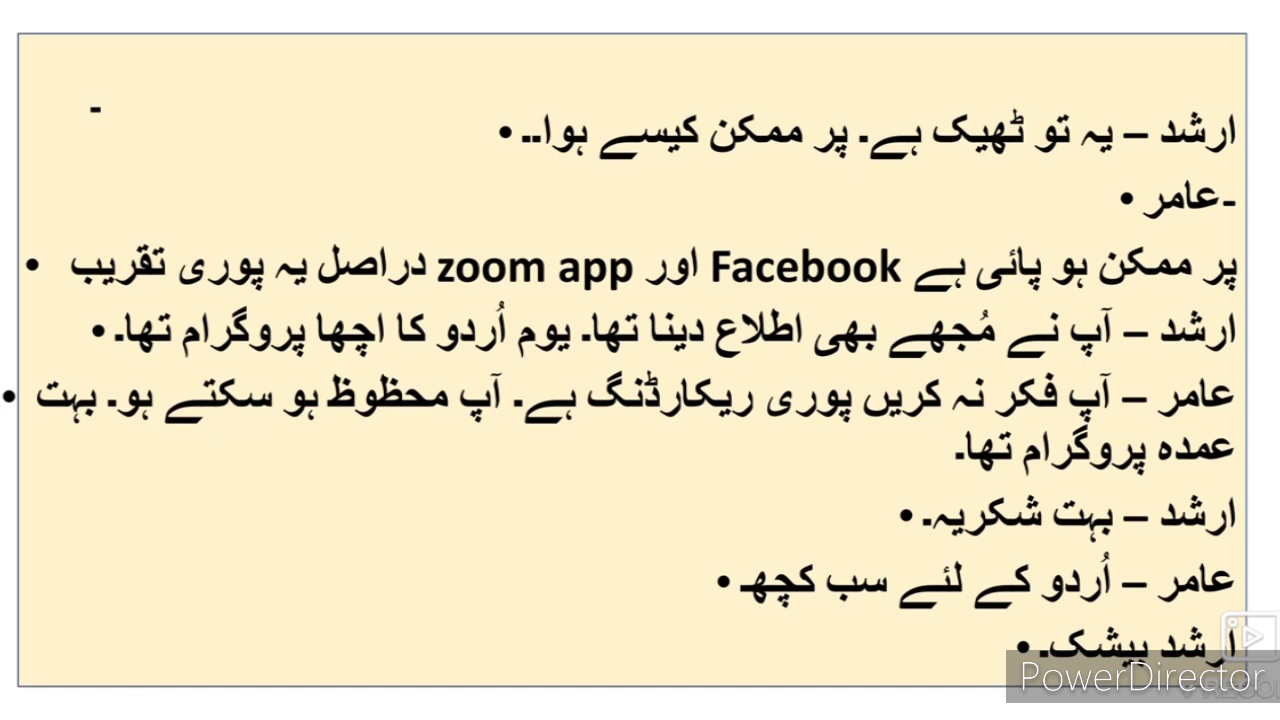 -
ارشد – یہ تو ٹھیک ہے۔ پر ممکن کیسے ہوا۔۔ •
۔عامر •
پر ممکن ہو پائی ہے Facebook اور zoom app دراصل یہ پوری تقریب •
ارشد – آپ نے مُجھے بھی اطلاع دینا تھا۔ یوم اُردو کا اچھا پروگرام تھا۔ •
عامر – آپ فکر نہ کریں پوری ریکارڈنگ ہے۔ آپ محظوظ ہو سکتے ہو۔ بہت •
عمدہ پروگرام تھا۔
ارشد – بہت شکریہ۔ •
عامر – اُردو کے لئے سب کچھ •
ارشد بیشک۔ •
PowerDirector